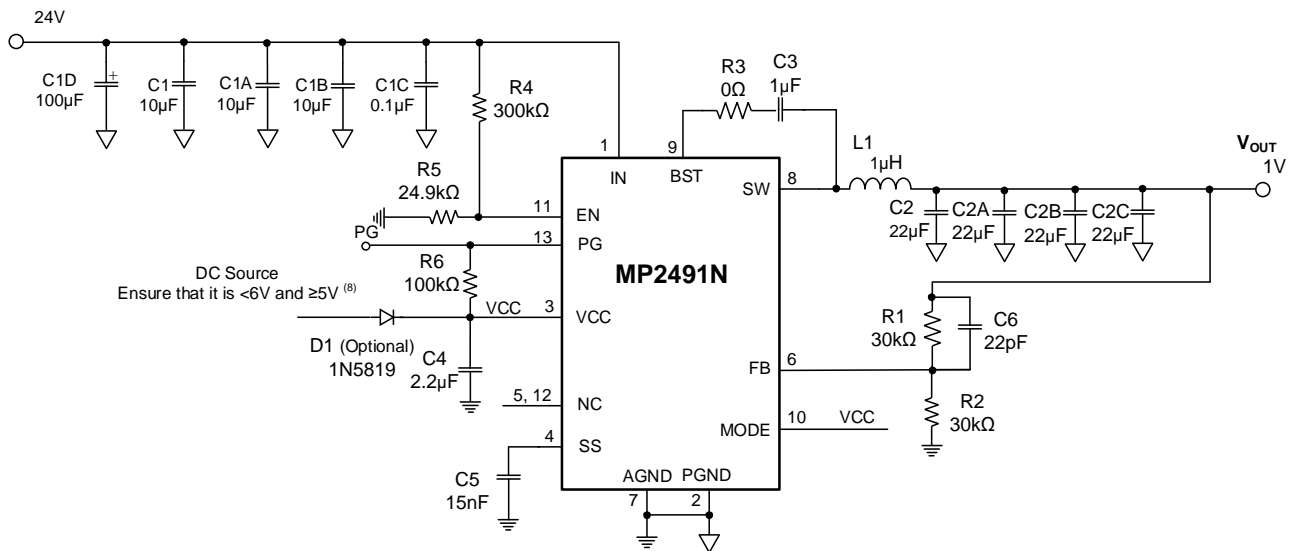 24V
C1D
100µF
+
C1
10µF
C1A
10µF
C1B
10µF
C1C
0.1µF
R4
300kΩ
R3
0Ω
C3
1µF
1
9
IN
BST
L1
1µH
VOUT
1V
SW
8
R5
24.9kΩ
11
EN
C2
22µF
C2A
22µF
C2B
22µF
C2C
22µF
PG
13
PG
R6
100kΩ
MP2491N
DC Source
Ensure that it is <6V and ≥5V (8)
VCC
3
VCC
D1 (Optional)
1N5819
C4
2.2µF
R1
30kΩ
C6
22pF
FB
6
5, 12
NC
R2
30kΩ
MODE
10
VCC
4
SS
C5
15nF
AGND
PGND
7
2